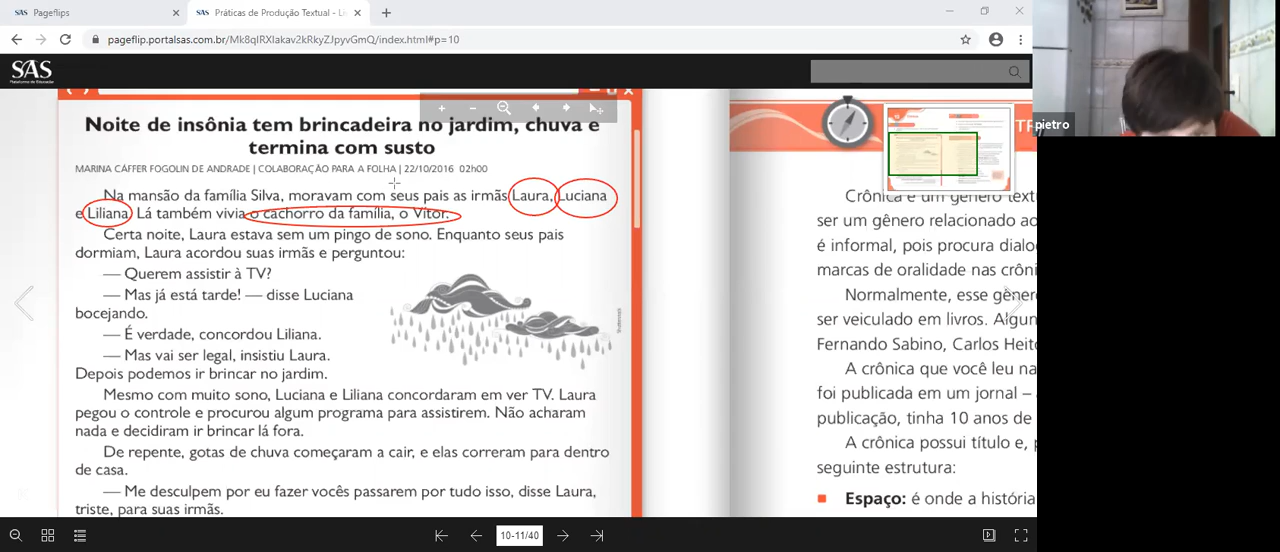 SAS Pageflips
SAS Práticas de Produção Textual - Li
pageflip.portalsas.com.br/Mk8qIRXIakav2kRkyZJpyvGmQ/index.html#p=10
SAS
Plataforma de Educação
Noite de insônia tem brincadeira no jardim, chuva e
termina com susto
MARINA CÁFFER FOGOLIN DE ANDRADE | COLABORAÇÃO PARA A FOLHA | 22/10/2016 02h00
Na mansão da família Silva, moravam com seus pais as irmãs Laura, Luciana
e Liliana. Lá também vivia o cachorro da família, o Vítor.
Certa noite, Laura estava sem um pingo de sono. Enquanto seus pais
dormiam, Laura acordou suas irmãs e perguntou:
— Querem assistir à TV?
— Mas já está tarde! — disse Luciana
bocejando.
— É verdade, concordou Liliana.
— Mas vai ser legal, insistiu Laura.
Depois podemos ir brincar no jardim.
Mesmo com muito sono, Luciana e Liliana concordaram em ver TV. Laura
pegou o controle e procurou algum programa para assistirem. Não acharam
nada e decidiram ir brincar lá fora.
De repente, gotas de chuva começaram a cair, e elas correram para dentro
de casa.
— Me desculpem por eu fazer vocês passarem por tudo isso, disse Laura,
triste, para suas irmãs.
Shutterstock
TR
Crônica é um gênero text
ser um gênero relacionado ao
é informal, pois procura dialo
marcas de oralidade nas crôni
Normalmente, esse gêner
ser veiculado em livros. Algun
Fernando Sabino, Carlos Heito
A crônica que você leu na
foi publicada em um jornal –
publicação, tinha 10 anos de
A crônica possui título e, p
seguinte estrutura:
Espaço: é onde a história
10-11/40
pietro